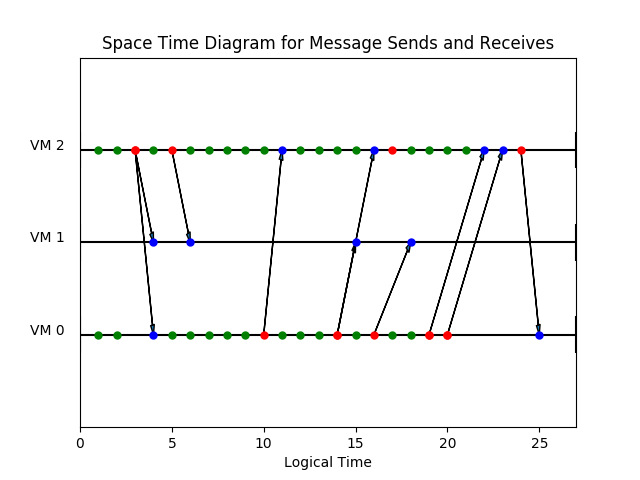 Space Time Diagram for Message Sends and Receives
VM 2
VM 1
VM 0
0 5 10 15 20 25
Logical Time